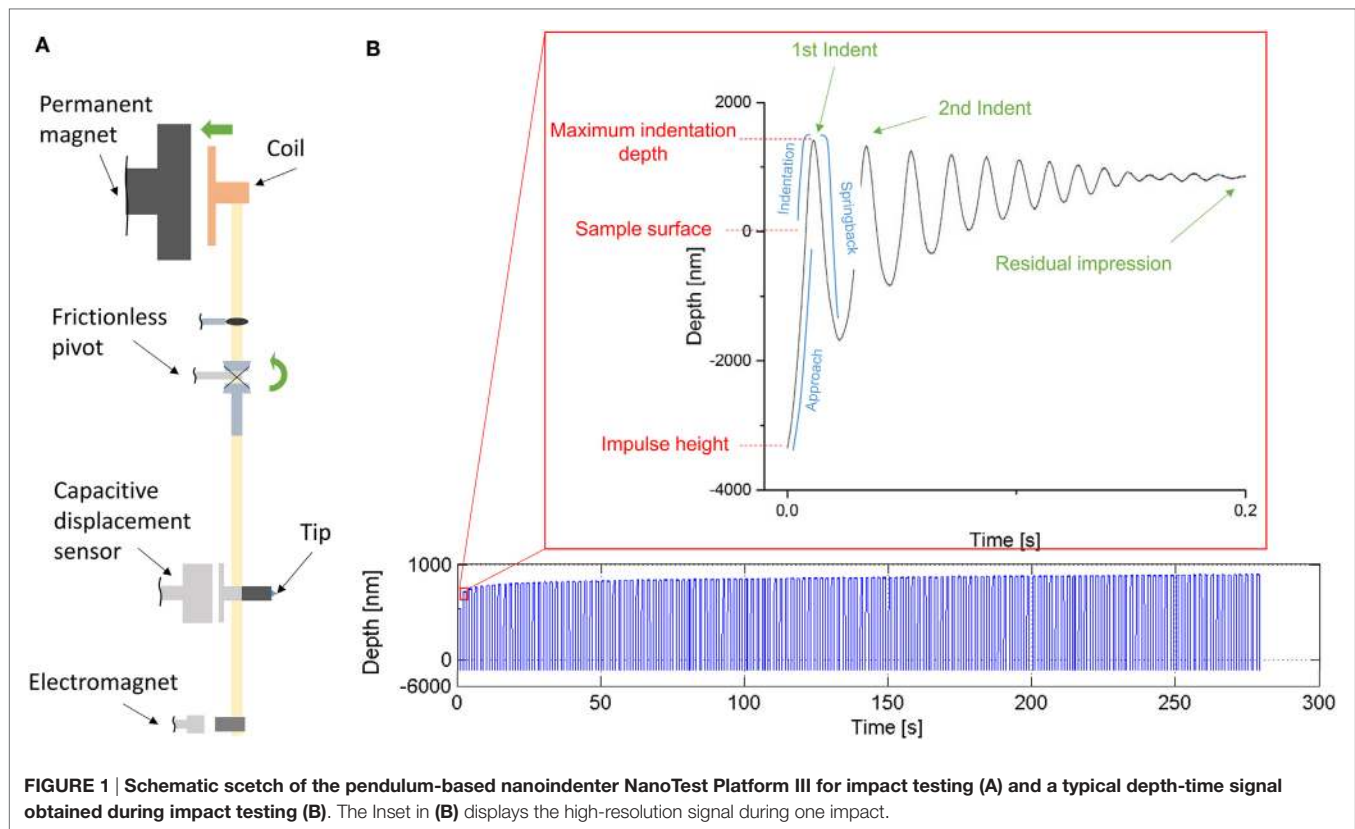 A
Permanent
magnet
Coil
Frictionless
pivot
Capacitive
displacement
sensor
Tip
Electromagnet
B
1st Indent
2nd Indent
2000
Maximum indentation
depth
Indentation
Springback
Sample surface
0
Residual impression
Depth [nm]
-2000
Approach
Impulse height
-4000
0,0
0,2
Time [s]
1000
Depth [nm]
0
-6000
0
50
100
150
200
250
300
Time [s]
FIGURE 1 | Schematic scetch of the pendulum-based nanoindenter NanoTest Platform III for impact testing (A) and a typical depth-time signal
obtained during impact testing (B). The Inset in (B) displays the high-resolution signal during one impact.